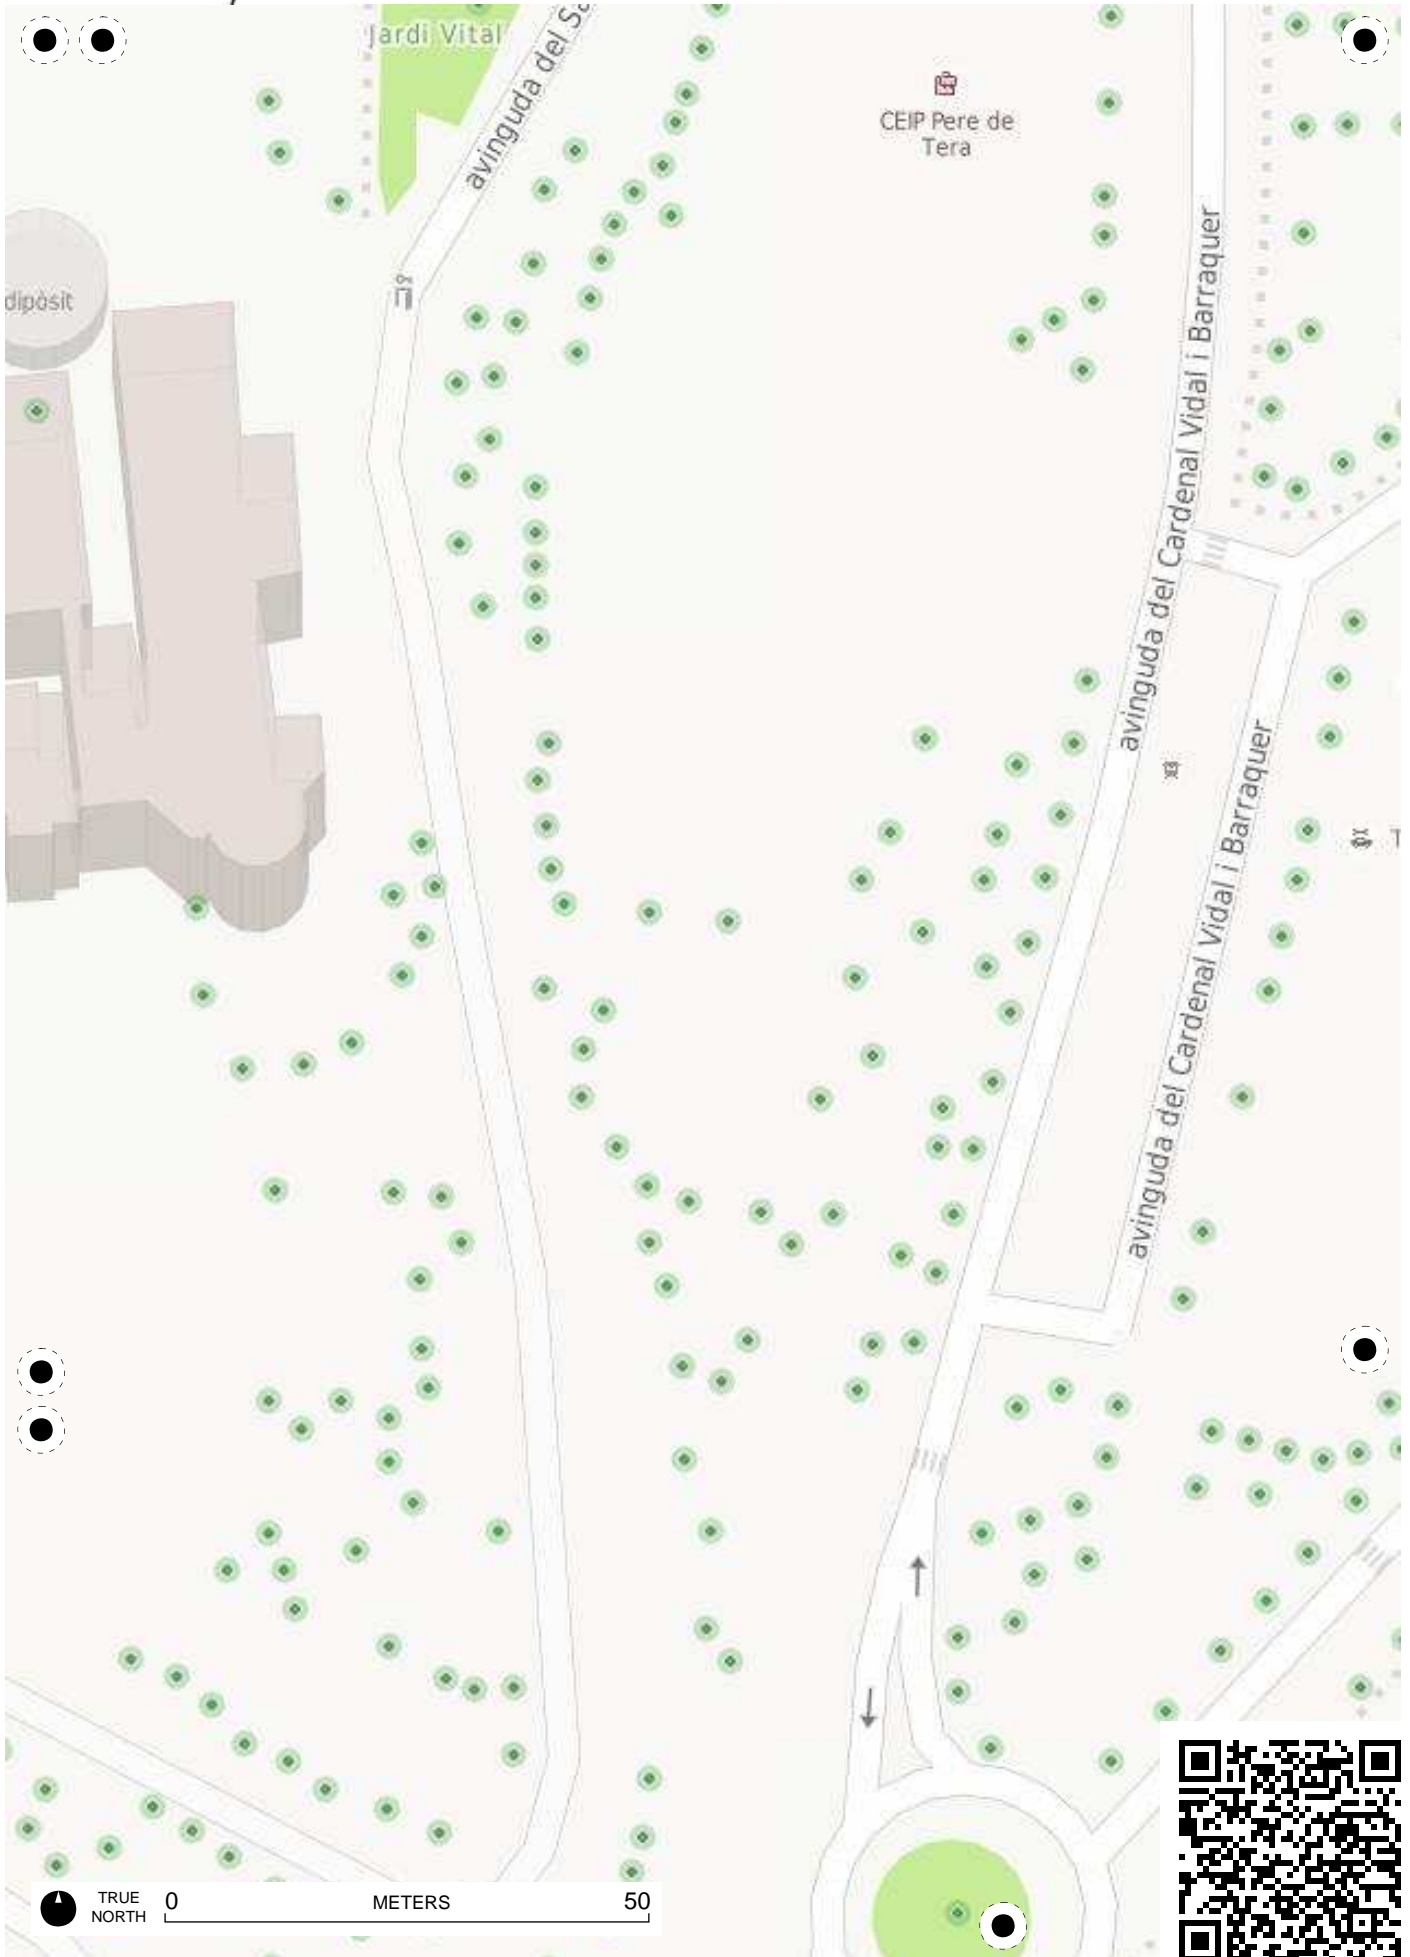 Jardí Vital
avinguda del Sa
CEIP Pere de
Tera
dipòsit
avinguda del Cardenal Vidal i Barraquer
avinguda del Cardenal Vidal i Barraquer
T
TRUE
NORTH
0 METERS 50